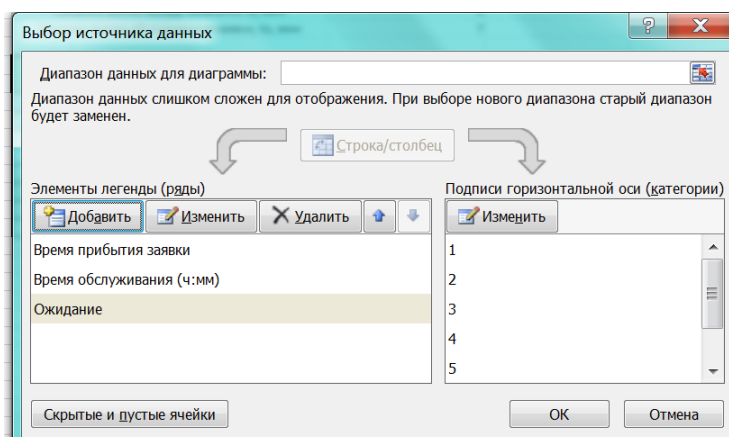 Выбор источника данных
Диапазон данных для диаграммы:
Диапазон данных слишком сложен для отображения. При выборе нового диапазона старый диапазон
будет заменен.
Строка/столбец
Элементы легенды (ряды)
Подписи горизонтальной оси (категории)
Добавить Изменить Удалить
Изменить
Время прибытия заявки
1
Время обслуживания (ч:мм)
2
Ожидание
3
4
5
Скрытые и пустые ячейки
ОК
Отмена